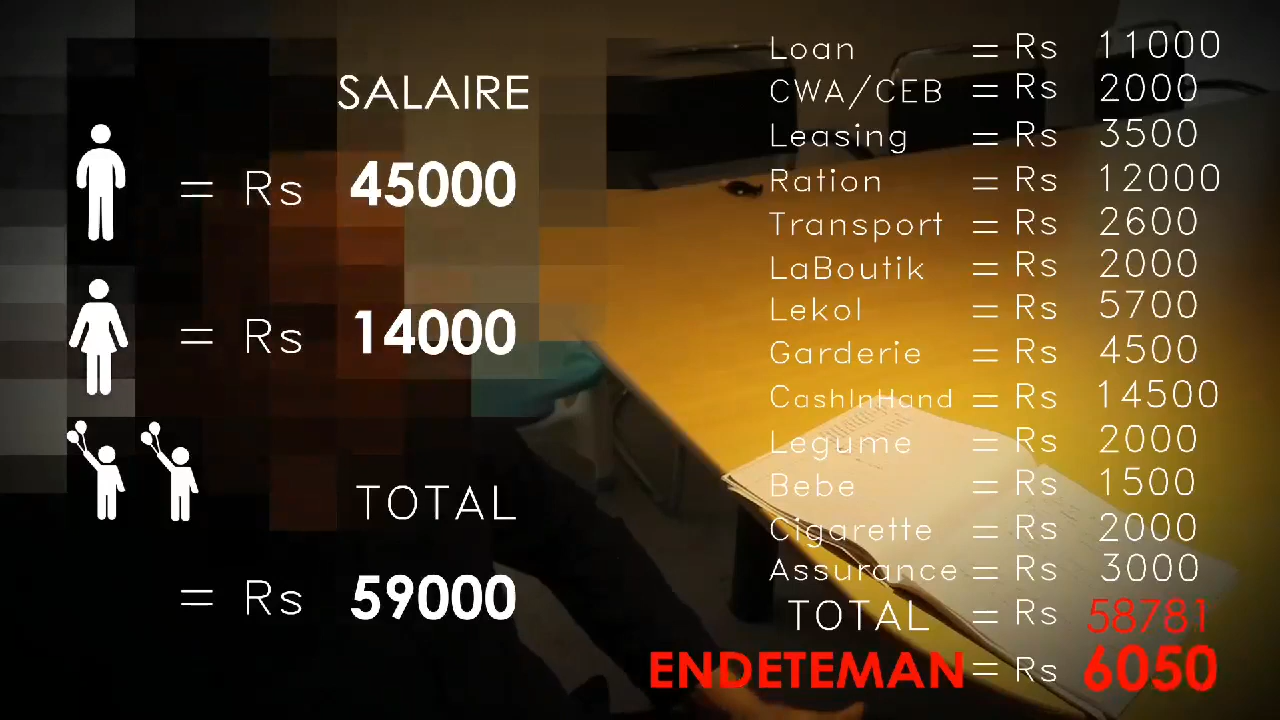 SALAIRE
= Rs 45000
= Rs 14000
TOTAL
= Rs 59000
Loan = Rs 11000
CWA/CEB = Rs 2000
Leasing = Rs 3500
Ration = Rs 12000
Transport = Rs 2600
LaBoutik = Rs 2000
Lekol = Rs 5700
Garderie = Rs 4500
CashInHand = Rs 14500
Legume = Rs 2000
Bebe = Rs 1500
Cigarette = Rs 2000
Assurance = Rs 3000
TOTAL = Rs 58781
ENDETEMAN = Rs 6050